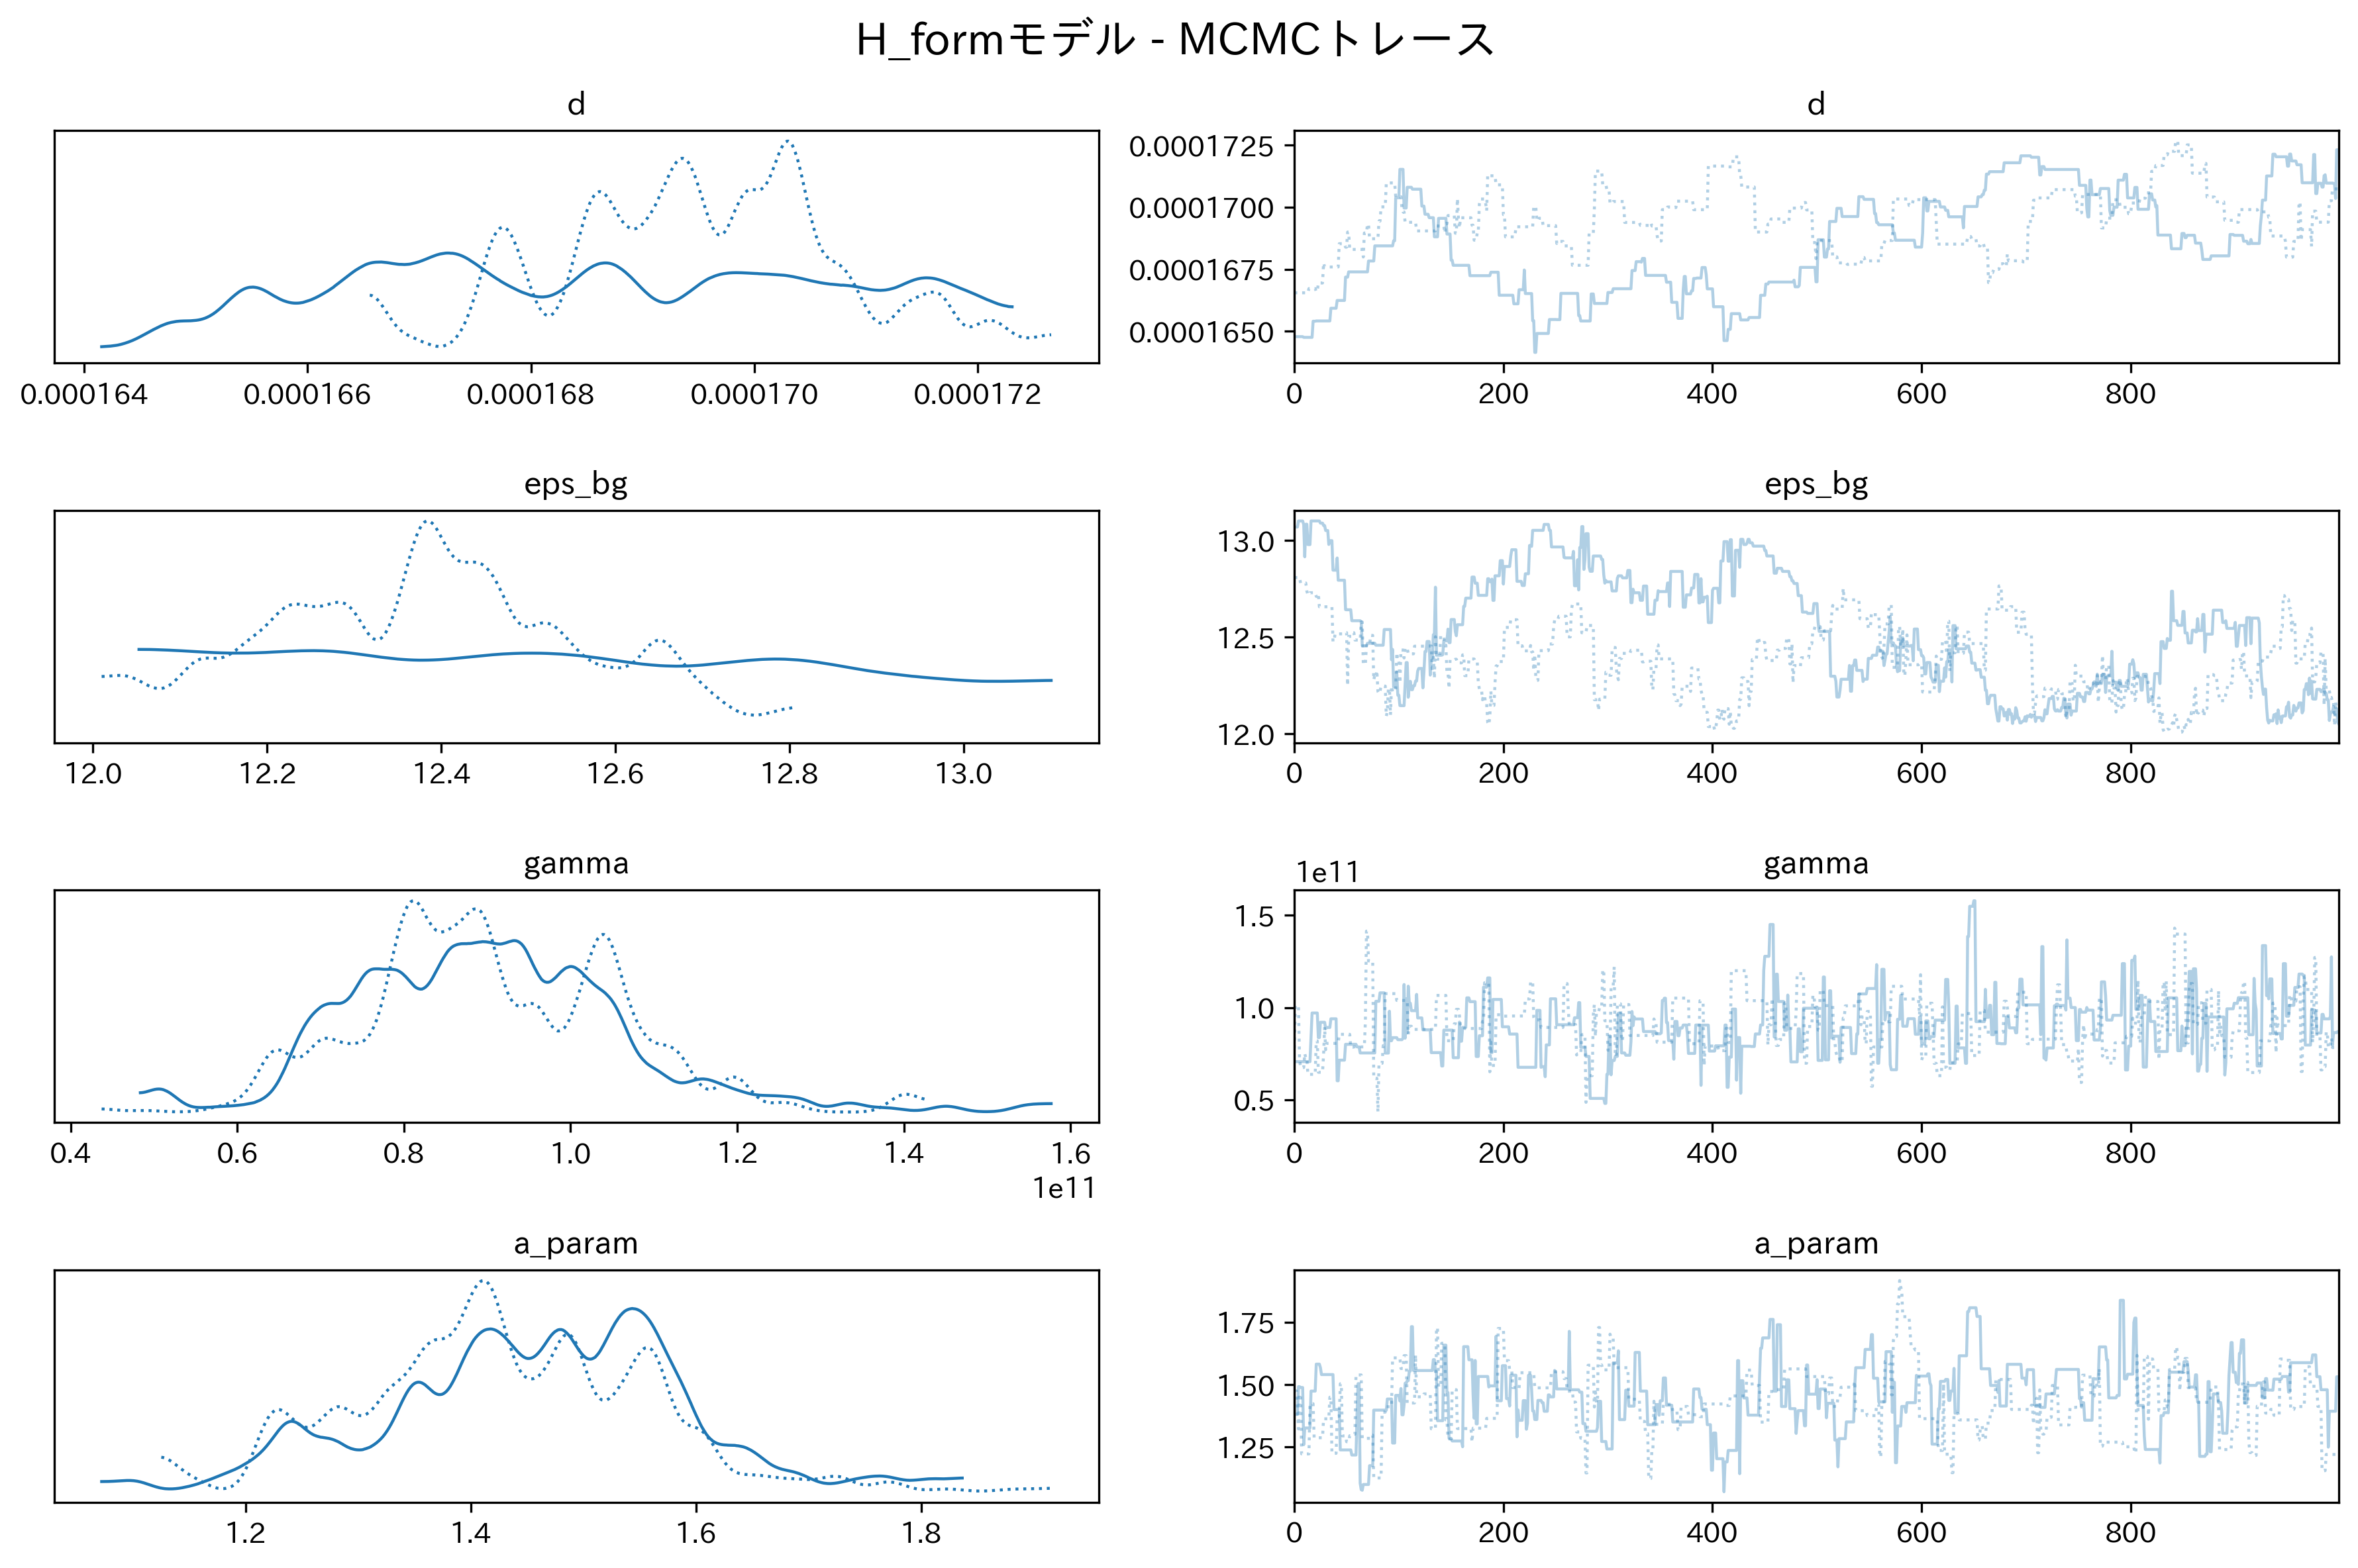 H_formモデル - MCMCトレース
d
0.000164 0.000166 0.000168 0.000170 0.000172
d
0.0001725
0.0001700
0.0001675
0.0001650
0 200 400 600 800
eps_bg
12.0 12.2 12.4 12.6 12.8 13.0
eps_bg
13.0
12.5
12.0
0 200 400 600 800
gamma
0.4 0.6 0.8 1.0 1.2 1.4 1.6
1e11
gamma
1e11
1.5
1.0
0.5
0 200 400 600 800
a_param
1.2 1.4 1.6 1.8
a_param
1.75
1.50
1.25
0 200 400 600 800